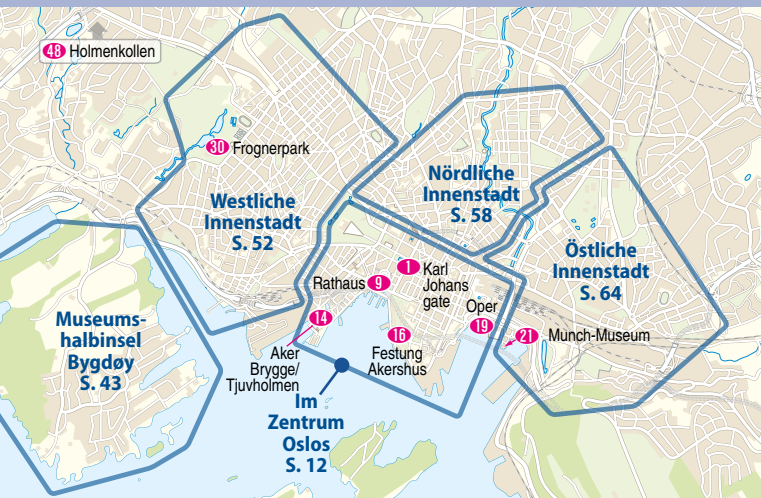 48 Holmenkollen
30 Frognerpark
Westliche
Innenstadt
S. 52
Nördliche
Innenstadt
S. 58
Östliche
Innenstadt
S. 64
Museums-
halbinsel
Bygdøy
S. 43
Rathaus 9
1 Karl
Johans
gate
14
Aker
Brygge/
Tjuvholmen
16
Festung
Akershus
Oper
19
21 Munch-Museum
Im
Zentrum
Oslos
S. 12